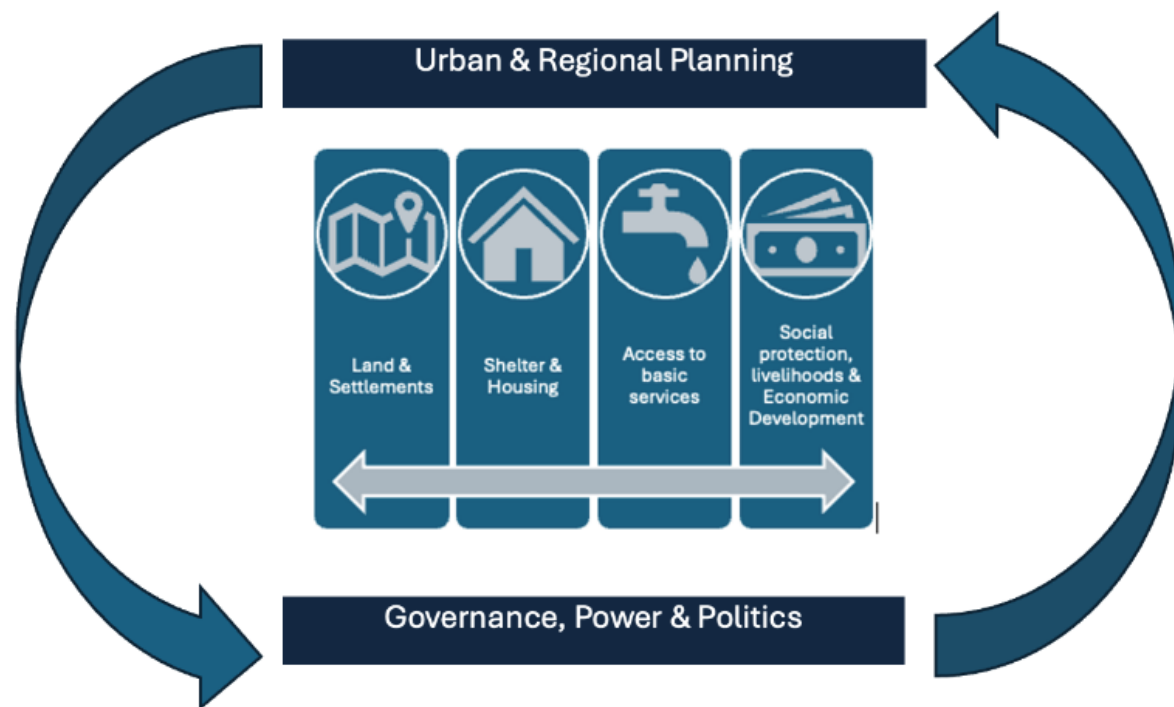 Urban & Regional Planning
Land &
Settlements
Shelter &
Housing
Access to
basic
services
Social
protection,
livelihoods &
Economic
Development
Governance, Power & Politics